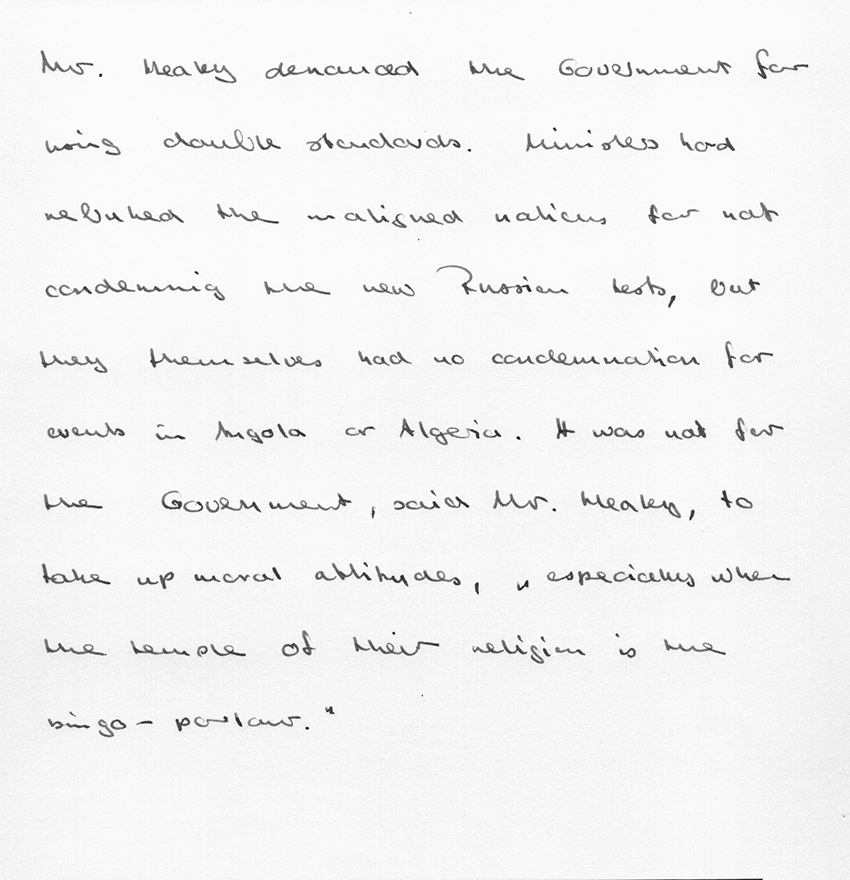 Mr. Healey denounced the Government for
using double standards. Ministers had
rebuked the maligned nations for not
condemning the new Russian tests, but
they themselves had no condemnation for
events in Angola or Algeria. It was not for
the Government, said Mr. Healey, to
take up moral attitudes, „especially when
the temple of their religion is the
bingo-parlour."